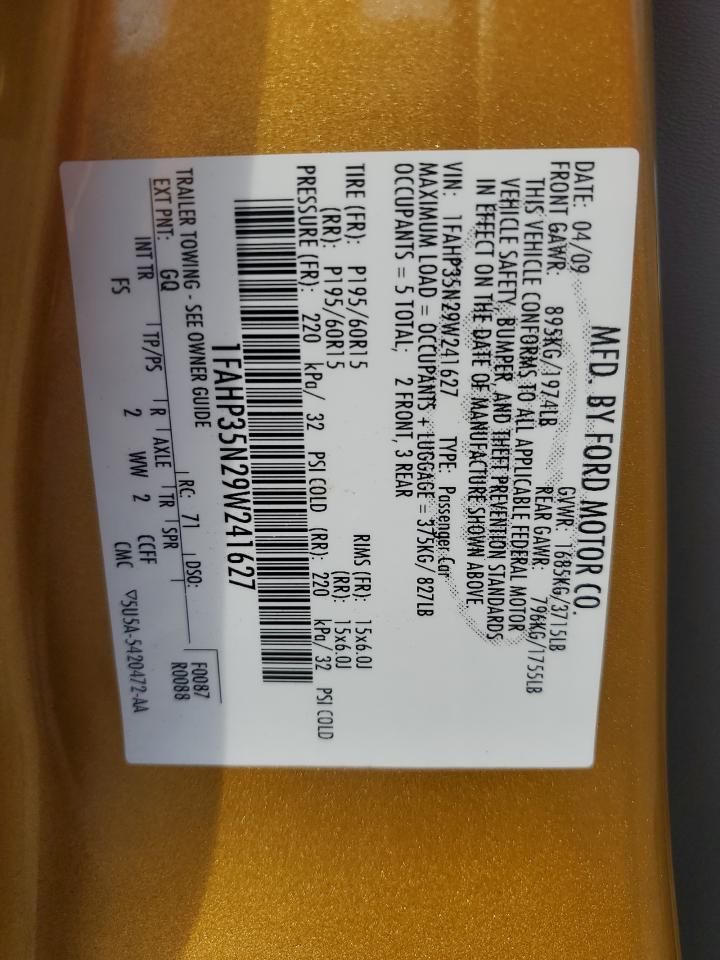 MFD. BY FORD MOTOR CO.
DATE: 04/09 GVWR: 1685KG/3715LB
FRONT GAWR: 895KG/1974LB REAR GAWR: 796KG/1755LB
THIS VEHICLE CONFORMS TO ALL APPLICABLE FEDERAL MOTOR
VEHICLE SAFETY, BUMPER, AND THEFT PREVENTION STANDARDS
IN EFFECT ON THE DATE OF MANUFACTURE SHOWN ABOVE.
VIN: 1FAHP35N29W241627 TYPE: Passenger Car
MAXIMUM LOAD = OCCUPANTS + LUGGAGE = 375KG/ 827LB
OCCUPANTS = 5 TOTAL; 2 FRONT, 3 REAR
TIRE (FR): P195/60R15 RIMS (FR): 15x6.0J
(RR): P195/60R15 (RR): 15x6.0J
PRESSURE (FR): 220 kPa/ 32 PSI COLD (RR): 220 kPa/ 32 PSI COLD
1FAHP35N29W241627
TRAILER TOWING - SEE OWNER GUIDE F0087
EXT PNT: GQ RC: 71 DSO: R0088
INT TR TP/PS R AXLE TR SPR
FS 2 WW 2 CCFF
CMC ▽5U5A-5420472-AA